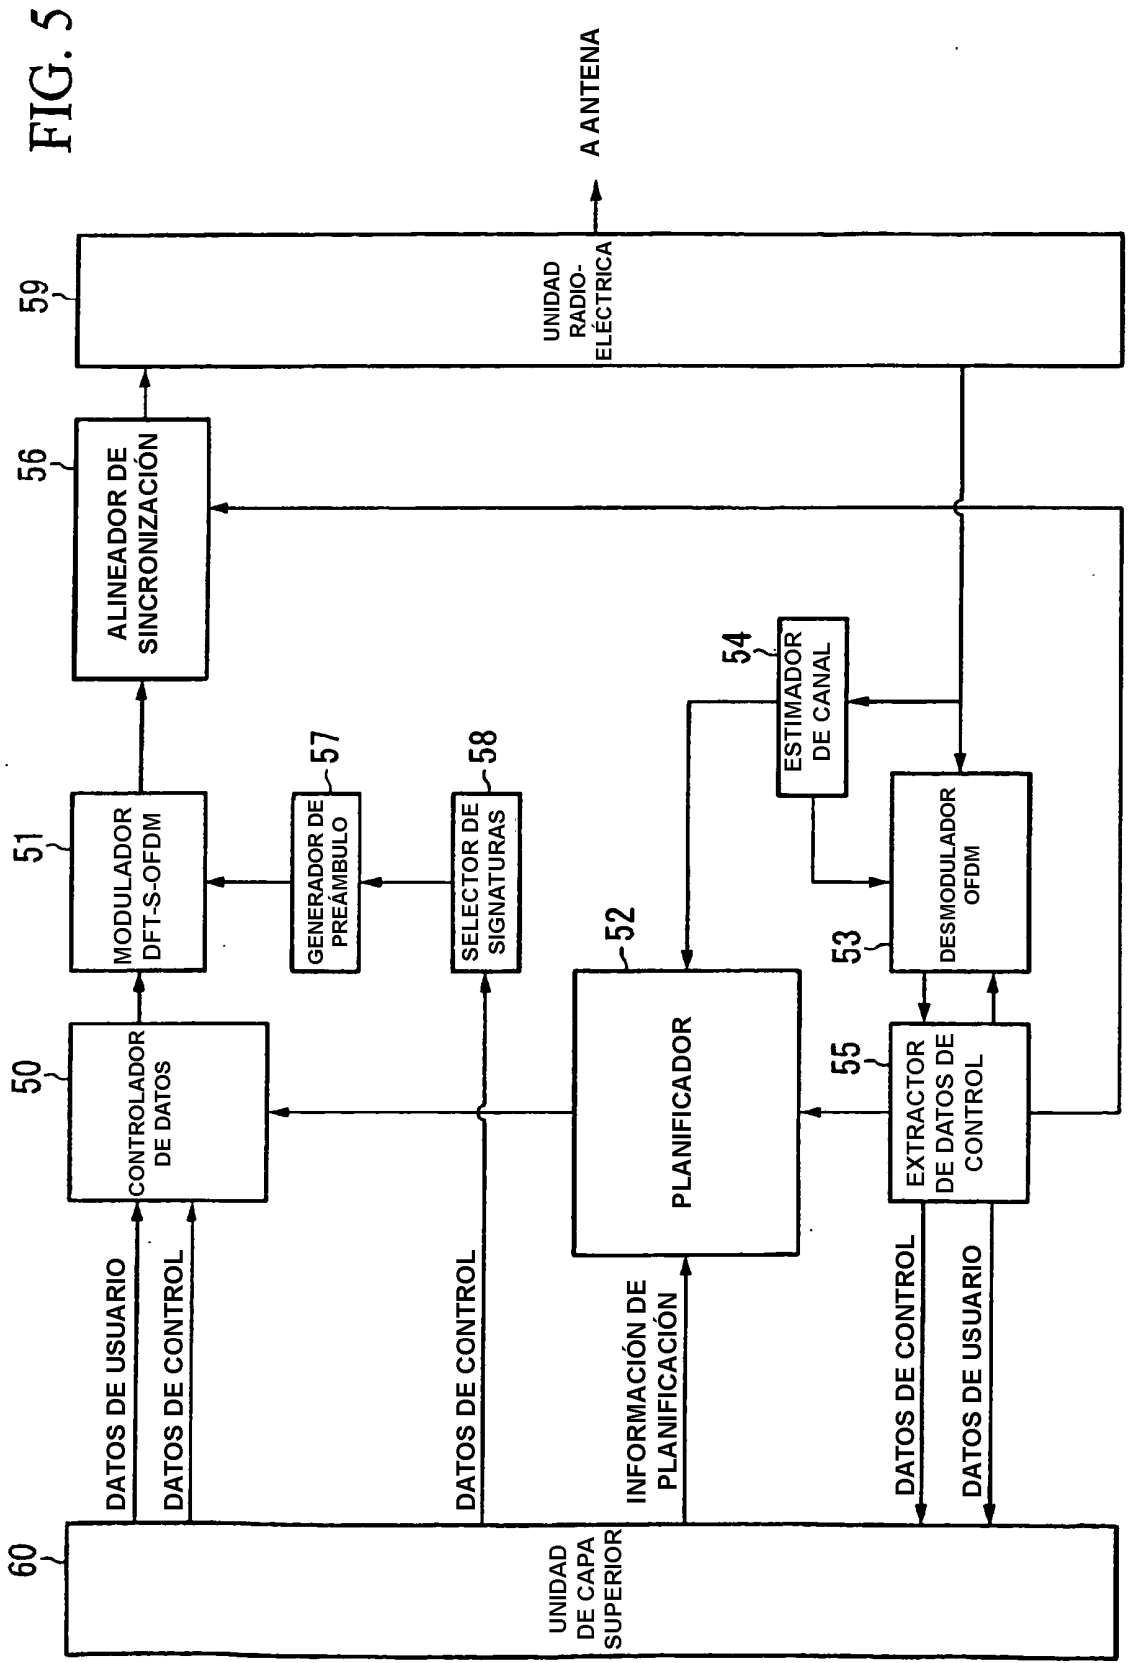 FIG. 5
60
UNIDAD
DE CAPA
SUPERIOR
DATOS DE USUARIO
DATOS DE CONTROL
50
CONTROLADOR
DE DATOS
51
MODULADOR
DFT-S-OFDM
56
ALINEADOR DE
SINCRONIZACIÓN
59
UNIDAD
RADIO-
ELÉCTRICA
A ANTENA
57
GENERADOR DE
PREÁMBULO
DATOS DE CONTROL
58
SELECTOR DE
SIGNATURAS
INFORMACIÓN DE
PLANIFICACIÓN
52
PLANIFICADOR
54
ESTIMADOR
DE CANAL
DATOS DE CONTROL
DATOS DE USUARIO
55
EXTRACTOR
DE DATOS DE
CONTROL
53
DESMODULADOR
OFDM